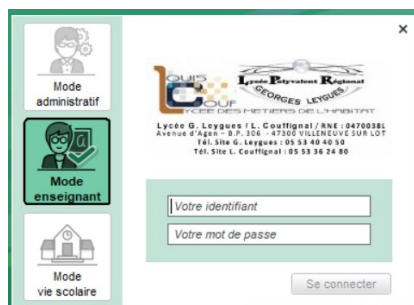 Mode
administratif
Mode
enseignant
Mode
vie scolaire
×
LOUIS
COUF
LYCEE DES METIERS DE L'HABITAT
Lycée Polyvalent Régional
GEORGES LEYGUES
Lycée G. Leygues / L. Couffignal / RNE : 0470038L
Avenue d'Agen - B.P. 306 - 47300 VILLENEUVE SUR LOT
Tél. Site G. Leygues : 05 53 40 40 50
Tél. Site L. Couffignal : 05 53 36 24 80
Votre identifiant
Votre mot de passe
Se connecter